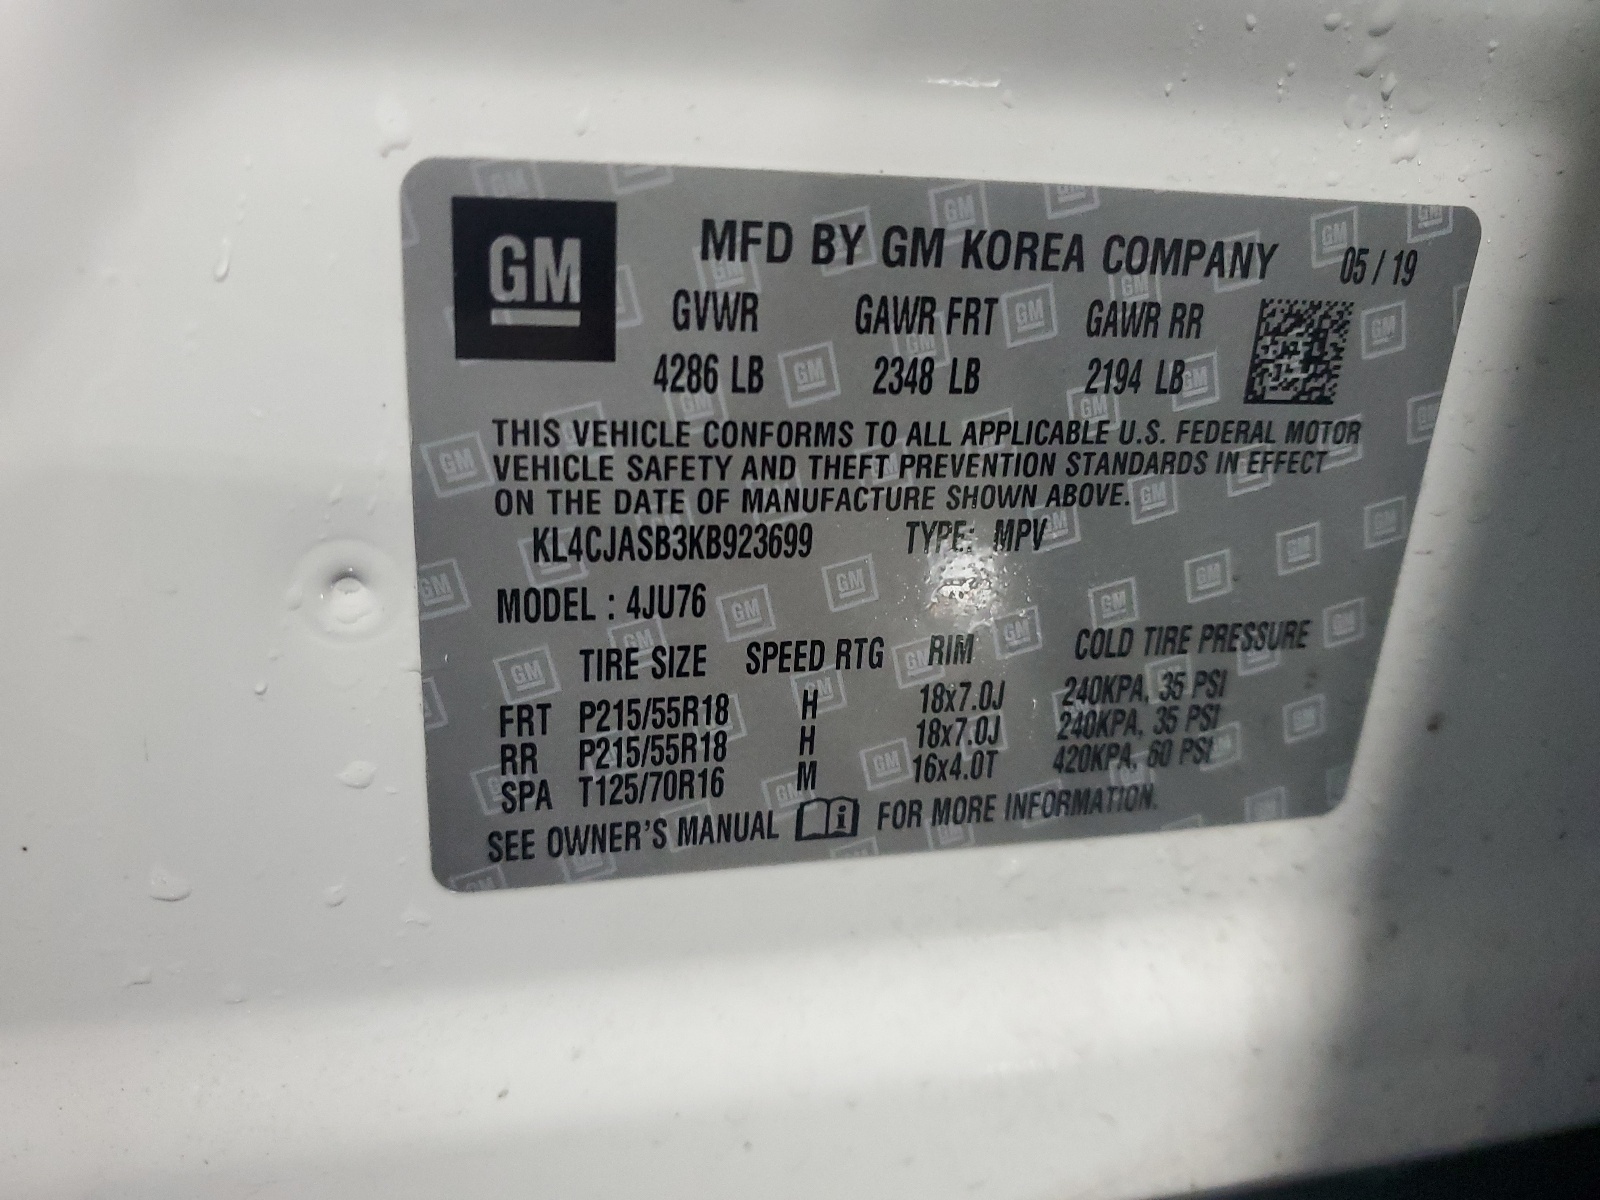 GM
MFD BY GM KOREA COMPANY 05 / 19
GVWR GAWR FRT GAWR RR
4286 LB 2348 LB 2194 LB
THIS VEHICLE CONFORMS TO ALL APPLICABLE U.S. FEDERAL MOTOR
VEHICLE SAFETY AND THEFT PREVENTION STANDARDS IN EFFECT
ON THE DATE OF MANUFACTURE SHOWN ABOVE.
KL4CJASB3KB923699 TYPE: MPV
MODEL : 4JU76
TIRE SIZE SPEED RTG RIM COLD TIRE PRESSURE
FRT P215/55R18 H 18x7.0J 240KPA, 35 PSI
RR P215/55R18 H 18x7.0J 240KPA, 35 PSI
SPA T125/70R16 M 16x4.0T 420KPA, 60 PSI
SEE OWNER'S MANUAL i FOR MORE INFORMATION.